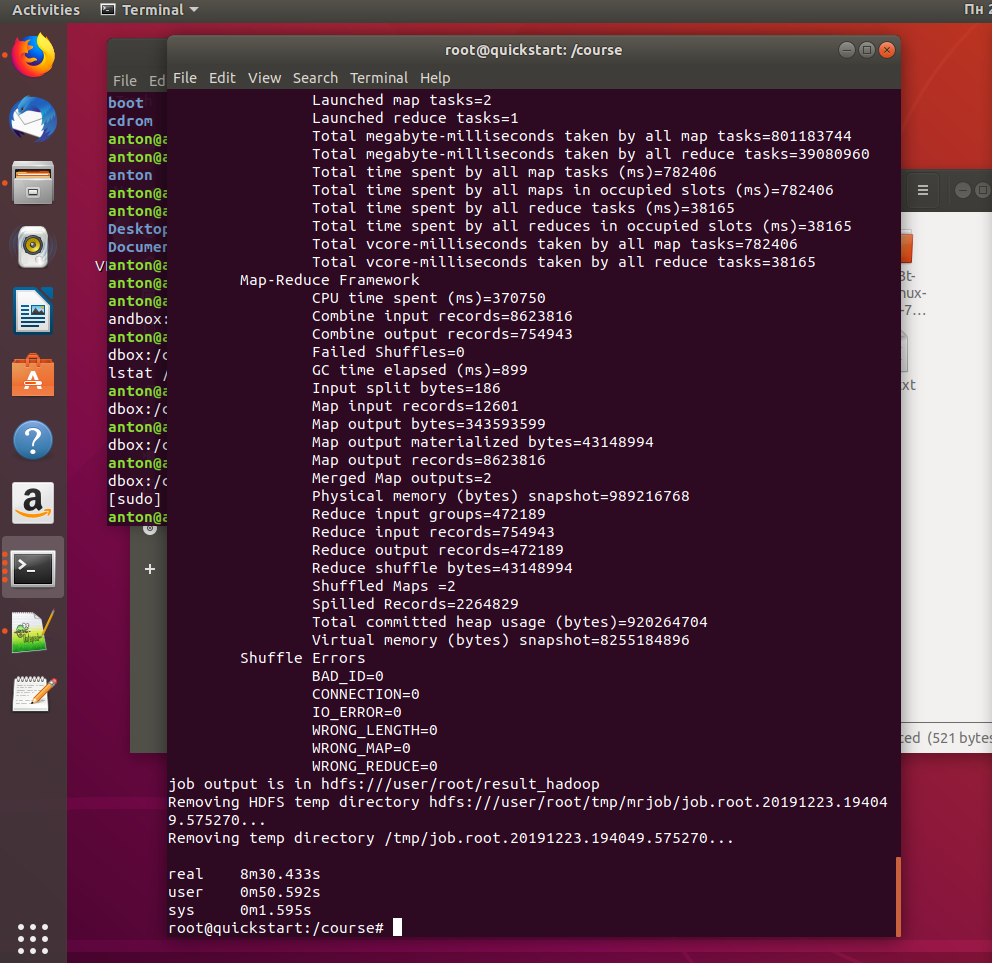 Activities Terminal Пн 2
root@quickstart: /course
File Ed
File Edit View Search Terminal Help
boot
cdrom
anton@a
anton@a
anton
anton@a
anton@a
Desktop
Documen
anton@a
anton@a
anton@a
andbox:
anton@a
dbox:/c
lstat /
anton@a
dbox:/c
anton@a
dbox:/c
anton@a
dbox:/c
[sudo]
anton@a
Launched map tasks=2
Launched reduce tasks=1
Total megabyte-milliseconds taken by all map tasks=801183744
Total megabyte-milliseconds taken by all reduce tasks=39080960
Total time spent by all map tasks (ms)=782406
Total time spent by all maps in occupied slots (ms)=782406
Total time spent by all reduce tasks (ms)=38165
Total time spent by all reduces in occupied slots (ms)=38165
Total vcore-milliseconds taken by all map tasks=782406
Total vcore-milliseconds taken by all reduce tasks=38165
Map-Reduce Framework
CPU time spent (ms)=370750
Combine input records=8623816
Combine output records=754943
Failed Shuffles=0
GC time elapsed (ms)=899
Input split bytes=186
Map input records=12601
Map output bytes=343593599
Map output materialized bytes=43148994
Map output records=8623816
Merged Map outputs=2
Physical memory (bytes) snapshot=989216768
Reduce input groups=472189
Reduce input records=754943
Reduce output records=472189
Reduce shuffle bytes=43148994
Shuffled Maps =2
Spilled Records=2264829
Total committed heap usage (bytes)=920264704
Virtual memory (bytes) snapshot=8255184896
Shuffle Errors
BAD_ID=0
CONNECTION=0
IO_ERROR=0
WRONG_LENGTH=0
WRONG_MAP=0
WRONG_REDUCE=0
job output is in hdfs:///user/root/result_hadoop
Removing HDFS temp directory hdfs:///user/root/tmp/mrjob/job.root.20191223.19404
9.575270...
Removing temp directory /tmp/job.root.20191223.194049.575270...
real 8m30.433s
user 0m50.592s
sys 0m1.595s
root@quickstart:/course#
nux-
-7...
xt
(521 bytes